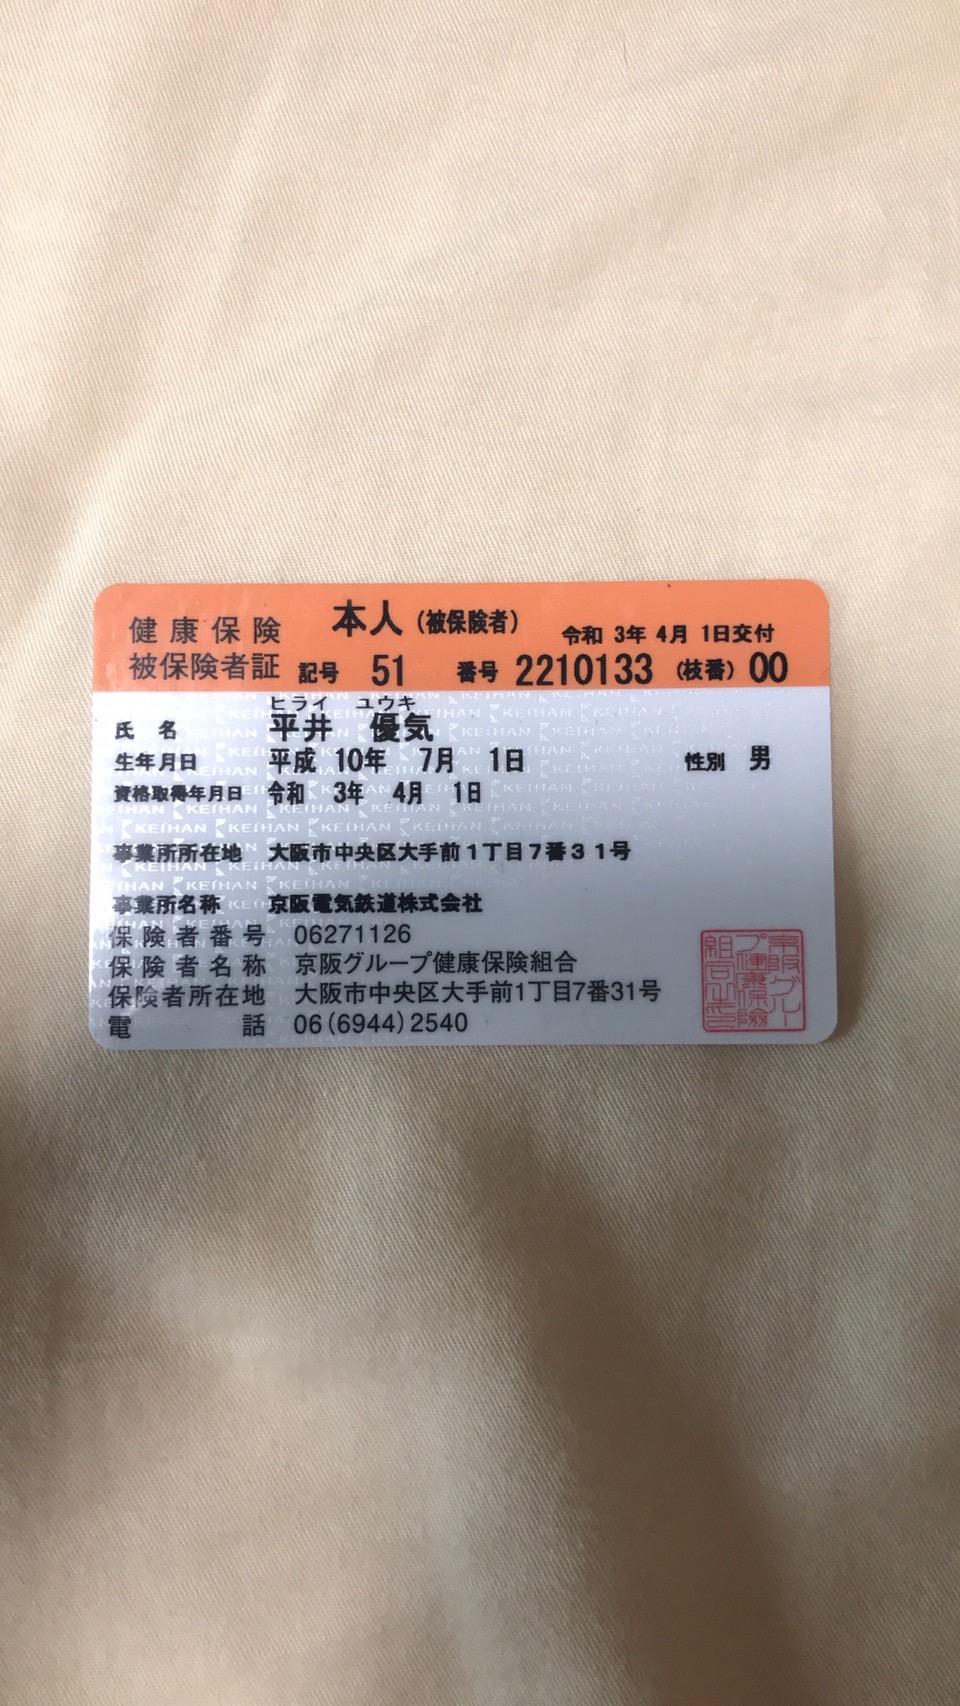 健康保険 本人（被保険者） 令和 3年 4月 1日交付
被保険者証 記号 51 番号 2210133 （枝番）00
ヒライ ユウキ
氏名 平井 優気
生年月日 平成 10年 7月 1日 性別 男
資格取得年月日 令和 3年 4月 1日
事業所所在地 大阪市中央区大手前1丁目7番31号
事業所名称 京阪電気鉄道株式会社
保険者番号 06271126
保険者名称 京阪グループ健康保険組合
保険者所在地 大阪市中央区大手前1丁目7番31号
電話 06(6944)2540
KEIHAN